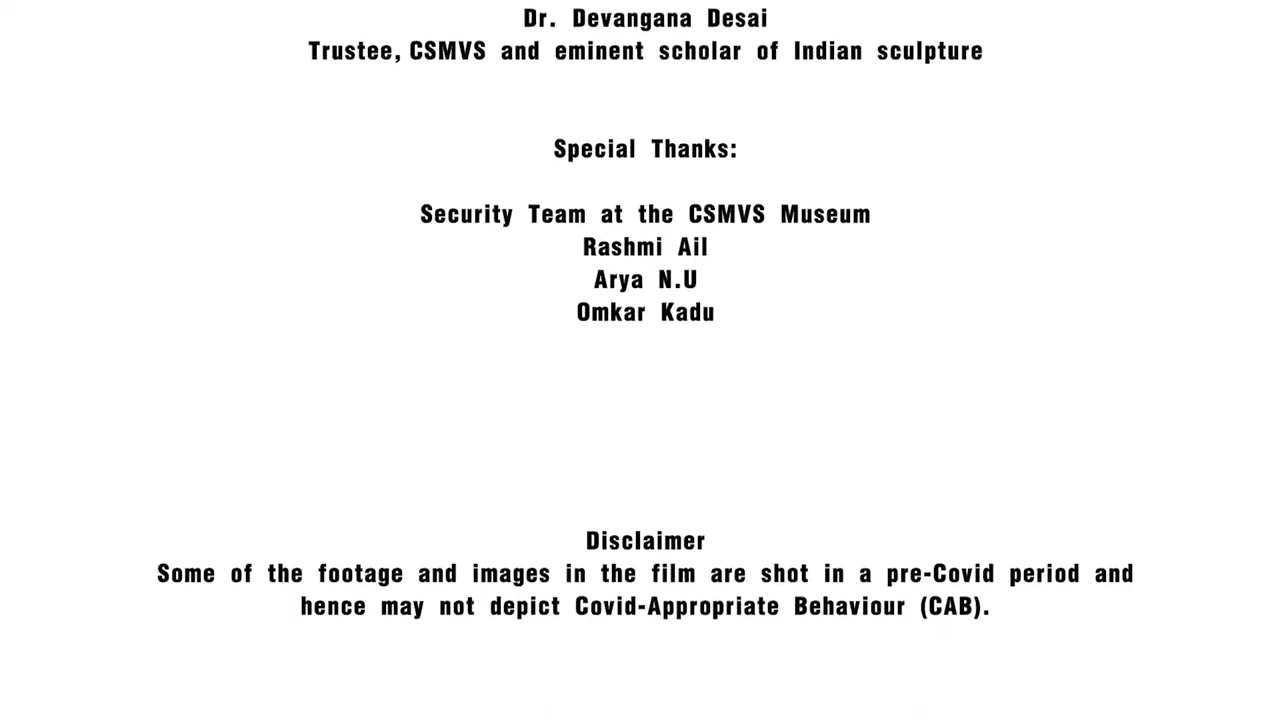 Dr. Devangana Desai
Trustee, CSMVS and eminent scholar of Indian sculpture
Special Thanks:
Security Team at the CSMVS Museum
Rashmi Ail
Arya N.U
Omkar Kadu
Disclaimer
Some of the footage and images in the film are shot in a pre-Covid period and
hence may not depict Covid-Appropriate Behaviour (CAB).